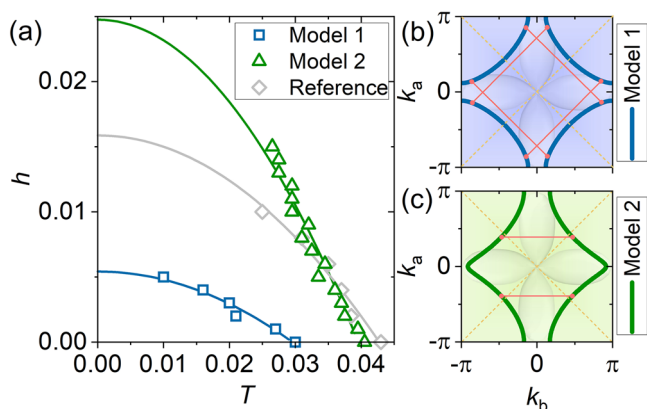 (a)
Model 1
Model 2
Reference
h
0.02
0.01
0.00
0.00 0.01 0.02 0.03 0.04
T
(b)
π
k_a 0
-π
Model 1
(c)
π
k_a 0
-π
Model 2
-π 0 π
k_b